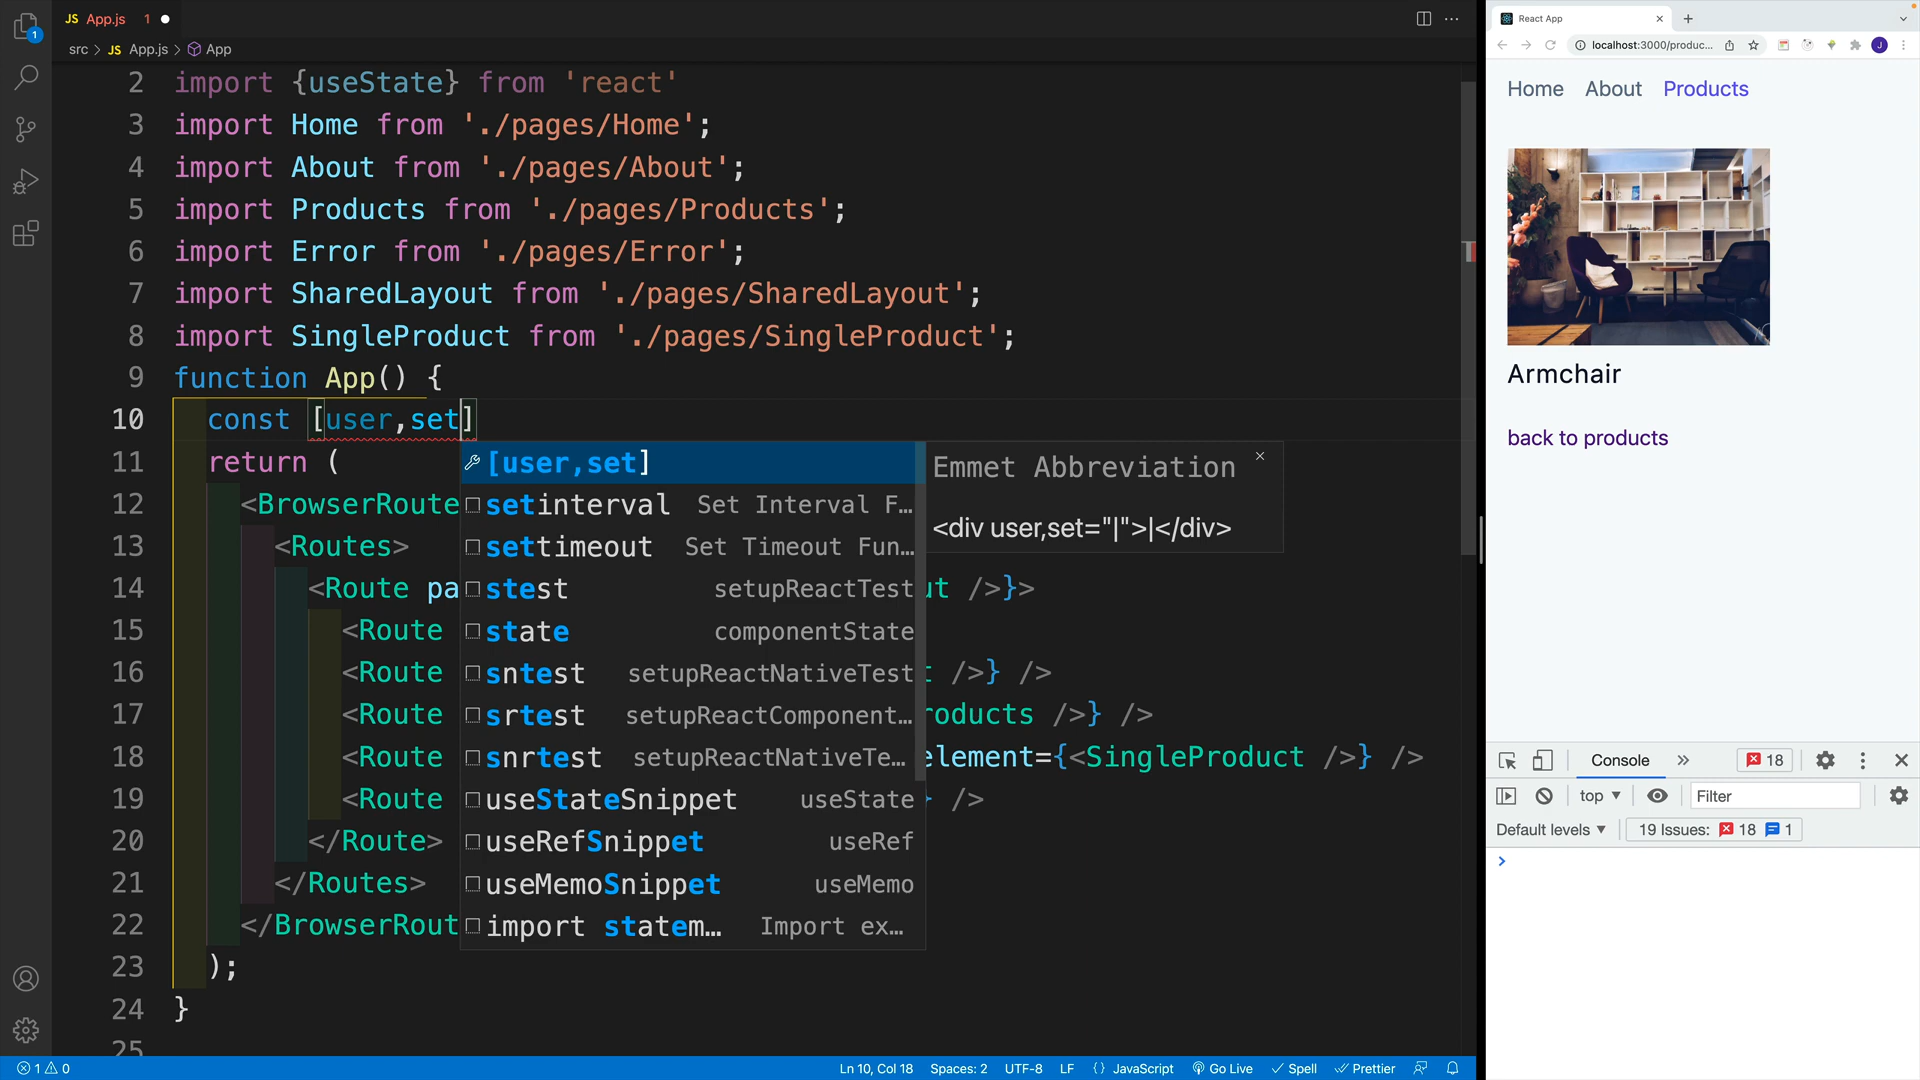 JS App.js 1
src > JS App.js > App
2 import {useState} from 'react'
3 import Home from './pages/Home';
4 import About from './pages/About';
5 import Products from './pages/Products';
6 import Error from './pages/Error';
7 import SharedLayout from './pages/SharedLayout';
8 import SingleProduct from './pages/SingleProduct';
9 function App() {
10 const [user,set]
11 return (
12 <BrowserRoute
13 <Routes>
14 <Route pa ut />}>
15 <Route
16 <Route t />} />
17 <Route roducts />} />
18 <Route element={<SingleProduct />} />
19 <Route } />
20 </Route>
21 </Routes>
22 </BrowserRout
23 );
24 }
25
[user,set]
setinterval Set Interval F…
settimeout Set Timeout Fun…
stest setupReactTest
state componentState
sntest setupReactNativeTest
srtest setupReactComponent…
snrtest setupReactNativeTe…
useStateSnippet useState
useRefSnippet useRef
useMemoSnippet useMemo
import statem… Import ex…
Emmet Abbreviation
<div user,set="|">|</div>
1
1 0
Ln 10, Col 18 Spaces: 2 UTF-8 LF {} JavaScript Go Live Spell Prettier
React App
localhost:3000/produc...
J
Home About Products
Armchair
back to products
Console 18
top Filter
Default levels 19 Issues: 18 1